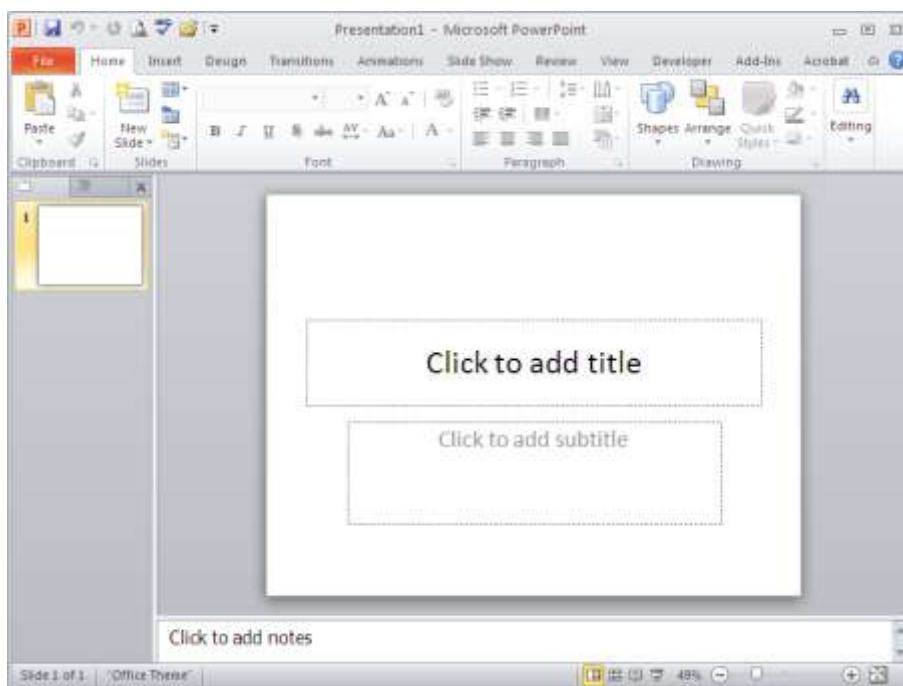 Presentation1 - Microsoft PowerPoint
File Home Insert Design Transitions Animations Slide Show Review View Developer Add-Ins Acrobat
Paste
New Slide
Shapes Arrange Quick Styles
Editing
Clipboard Slides Font Paragraph Drawing
1
Click to add title
Click to add subtitle
Click to add notes
Slide 1 of 1 "Office Theme" 49%